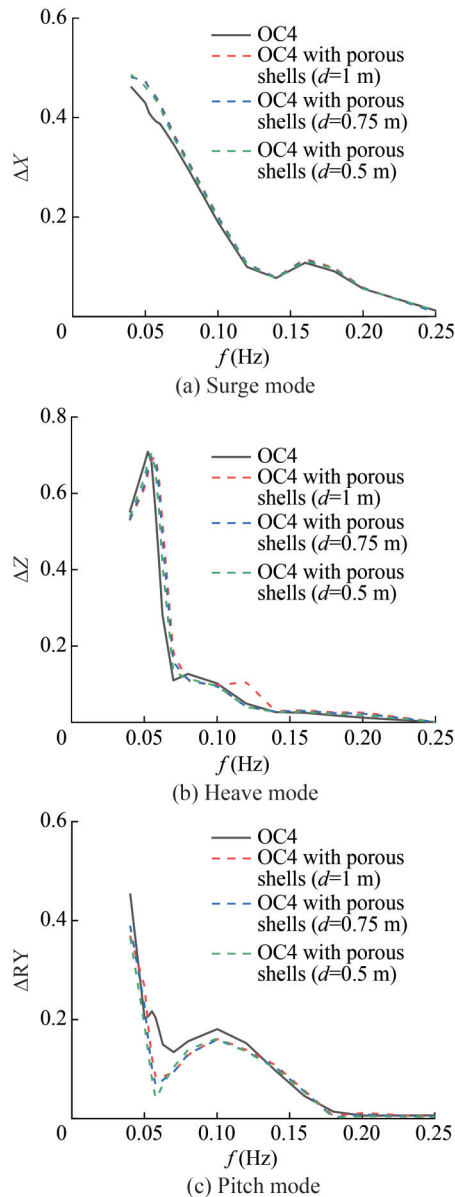 0.6
0.4
0.2
ΔX
OC4
OC4 with porous
shells (d=1 m)
OC4 with porous
shells (d=0.75 m)
OC4 with porous
shells (d=0.5 m)
0 0.05 0.10 0.15 0.20 0.25
f (Hz)
(a) Surge mode
0.8
0.6
0.4
0.2
ΔZ
OC4
OC4 with porous
shells (d=1 m)
OC4 with porous
shells (d=0.75 m)
OC4 with porous
shells (d=0.5 m)
0 0.05 0.10 0.15 0.20 0.25
f (Hz)
(b) Heave mode
0.6
0.4
0.2
ΔRY
OC4
OC4 with porous
shells (d=1 m)
OC4 with porous
shells (d=0.75 m)
OC4 with porous
shells (d=0.5 m)
0 0.05 0.10 0.15 0.20 0.25
f (Hz)
(c) Pitch mode